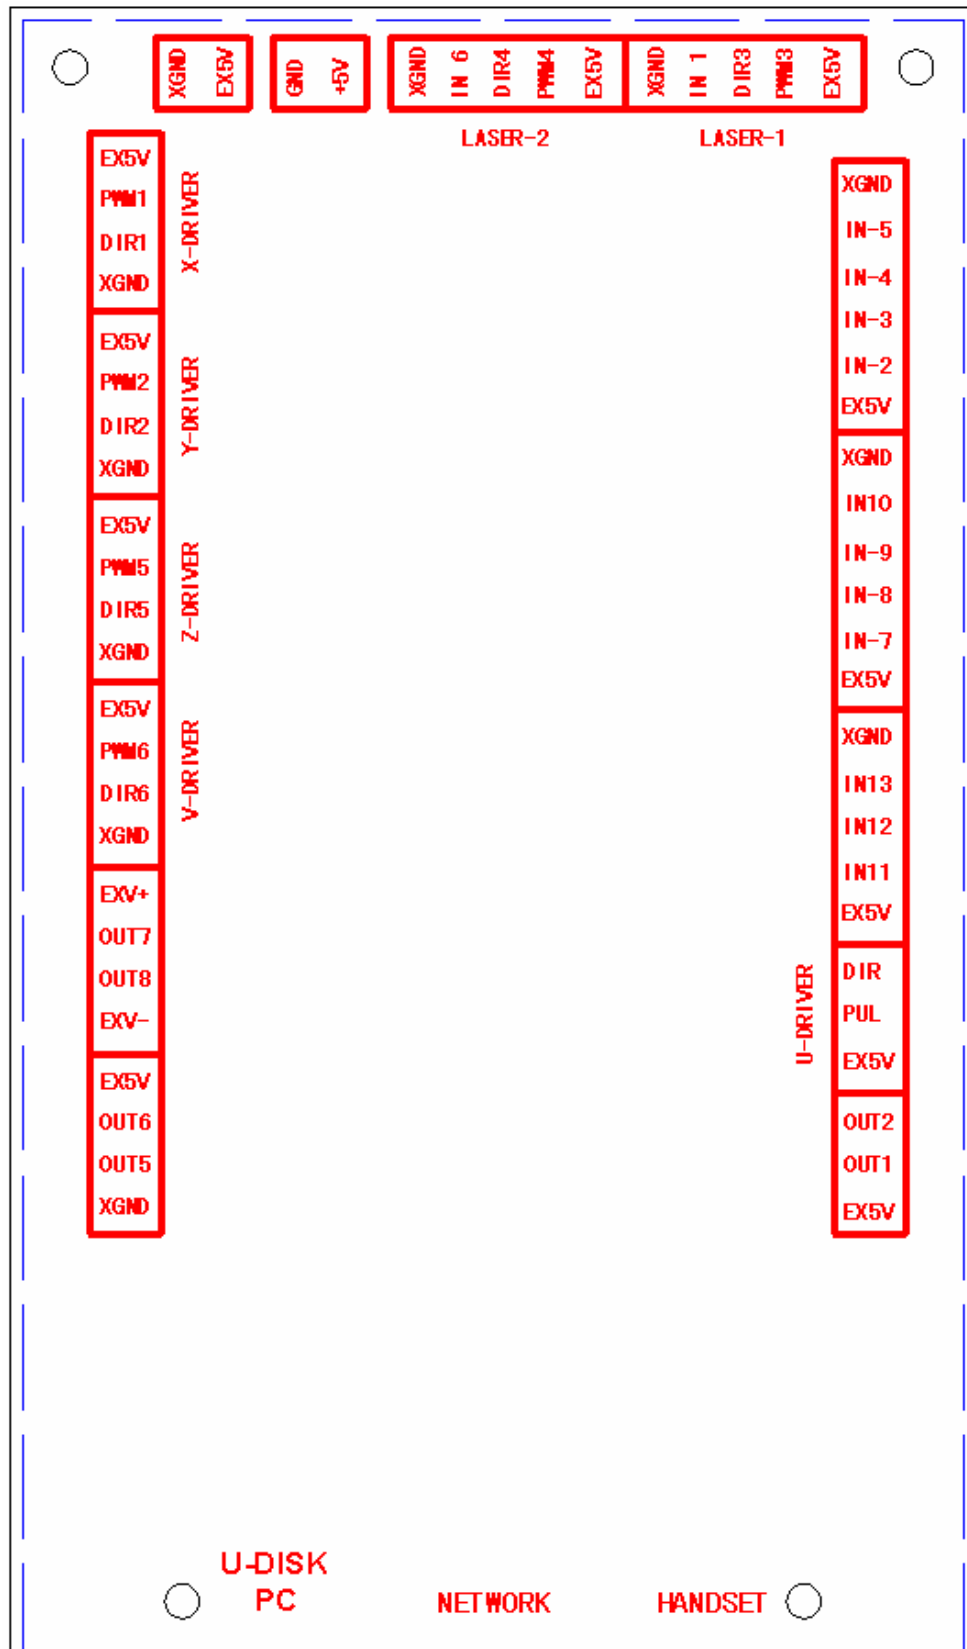 XGND
EX5V
GND
+5V
XGND
IN 6
DIR4
PWM4
EX5V
XGND
IN 1
DIR3
PWM3
EX5V
LASER-2
LASER-1
EX5V
PWM1
DIR1
XGND
X-DRIVER
EX5V
PWM2
DIR2
XGND
Y-DRIVER
EX5V
PWM5
DIR5
XGND
Z-DRIVER
EX5V
PWM6
DIR6
XGND
V-DRIVER
EXV+
OUT7
OUT8
EXV-
EX5V
OUT6
OUT5
XGND
XGND
IN-5
IN-4
IN-3
IN-2
EX5V
XGND
IN10
IN-9
IN-8
IN-7
EX5V
XGND
IN13
IN12
IN11
EX5V
U-DRIVER
DIR
PUL
EX5V
OUT2
OUT1
EX5V
U-DISK
PC
NETWORK
HANDSET